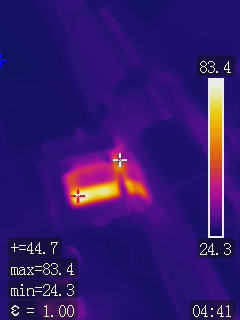 83.4
24.3
+=44.7
max=83.4
min=24.3
ε = 1.00
04:41